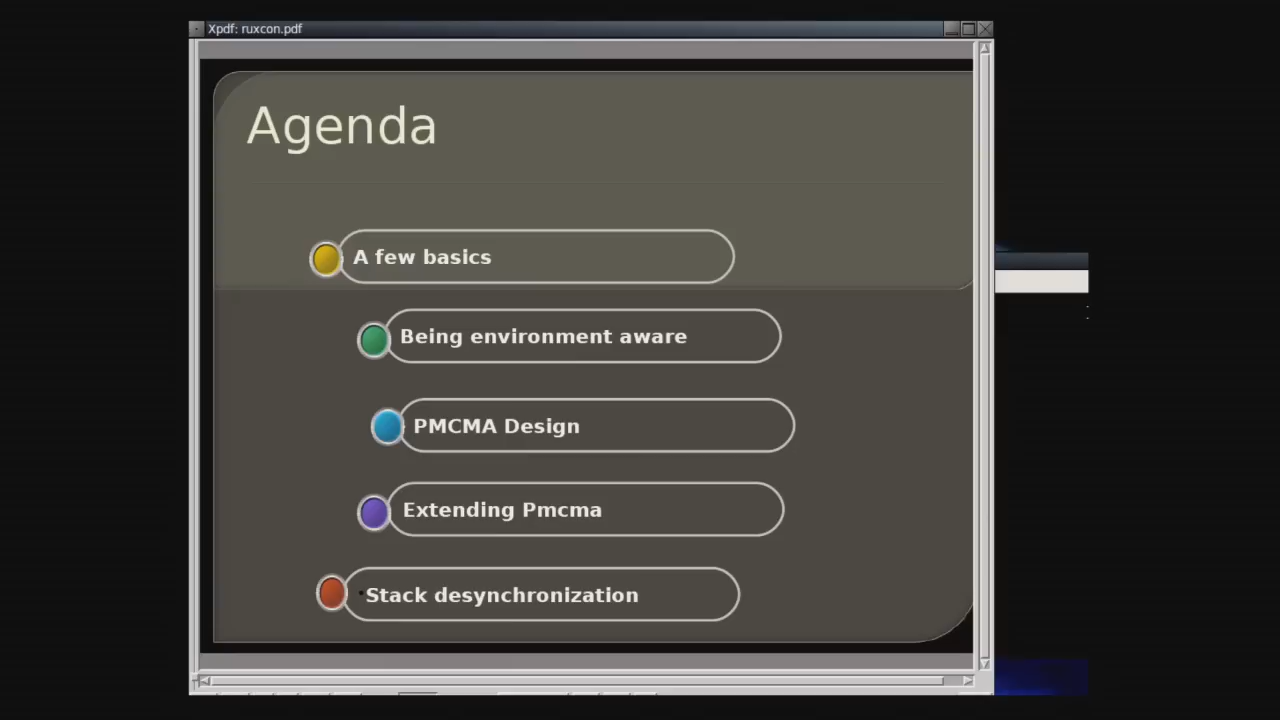 Xpdf: ruxcon.pdf
Agenda
A few basics
Being environment aware
PMCMA Design
Extending Pmcma
Stack desynchronization